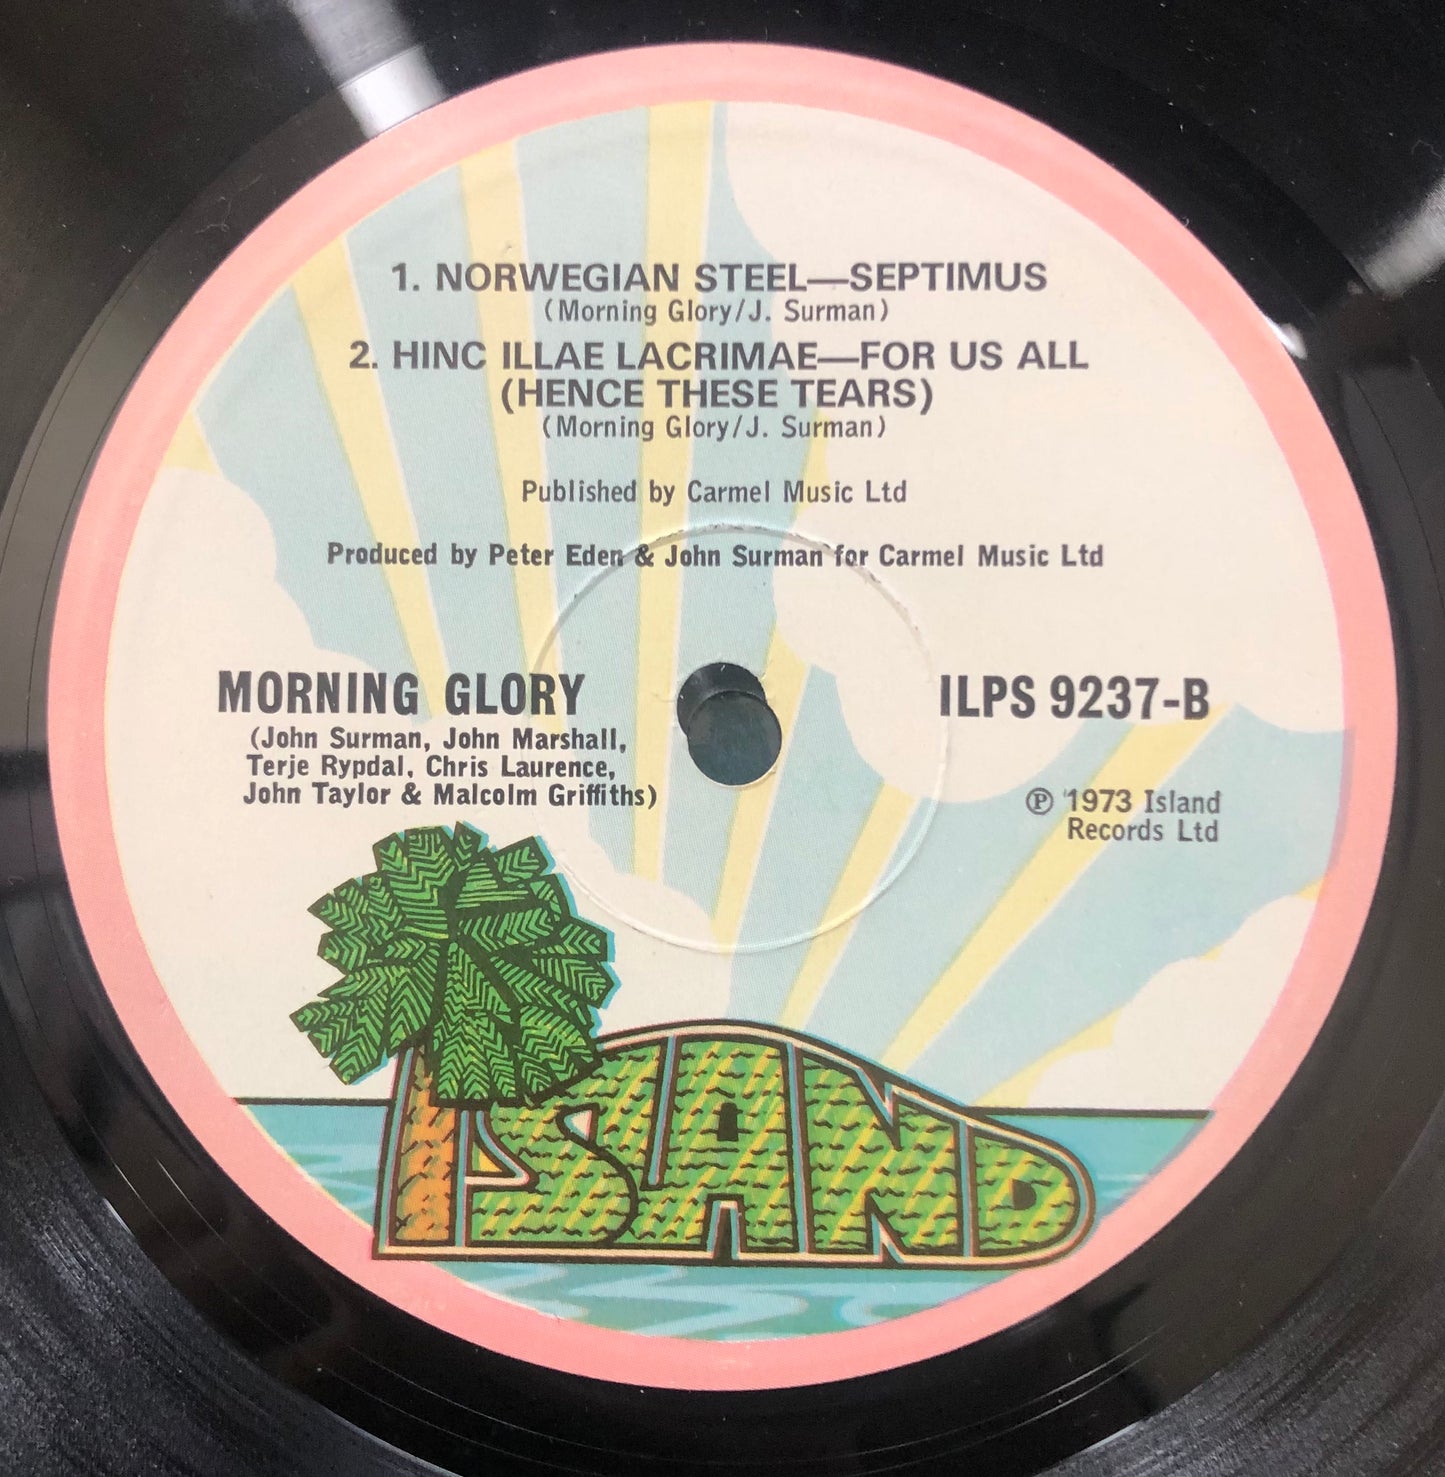 1. NORWEGIAN STEEL—SEPTIMUS
(Morning Glory/J. Surman)
2. HINC ILLAE LACRIMAE—FOR US ALL
(HENCE THESE TEARS)
(Morning Glory/J. Surman)
Published by Carmel Music Ltd
Produced by Peter Eden & John Surman for Carmel Music Ltd
MORNING GLORY
(John Surman, John Marshall,
Terje Rypdal, Chris Laurence,
John Taylor & Malcolm Griffiths)
ILPS 9237-B
Ⓟ 1973 Island
Records Ltd
ISLAND